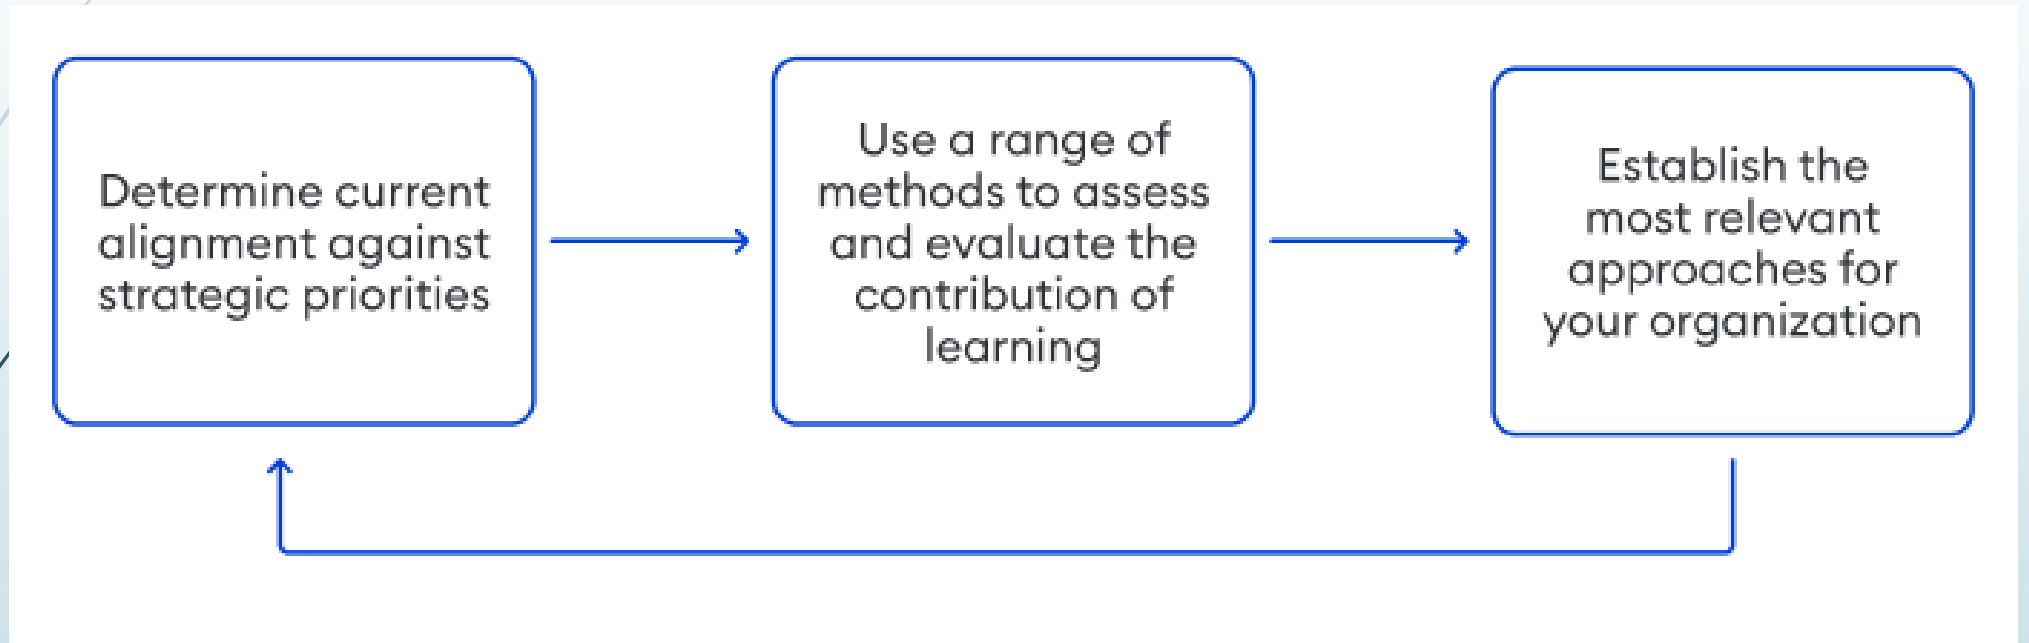 Determine current
alignment against
strategic priorities
Use a range of
methods to assess
and evaluate the
contribution of
learning
Establish the
most relevant
approaches for
your organization